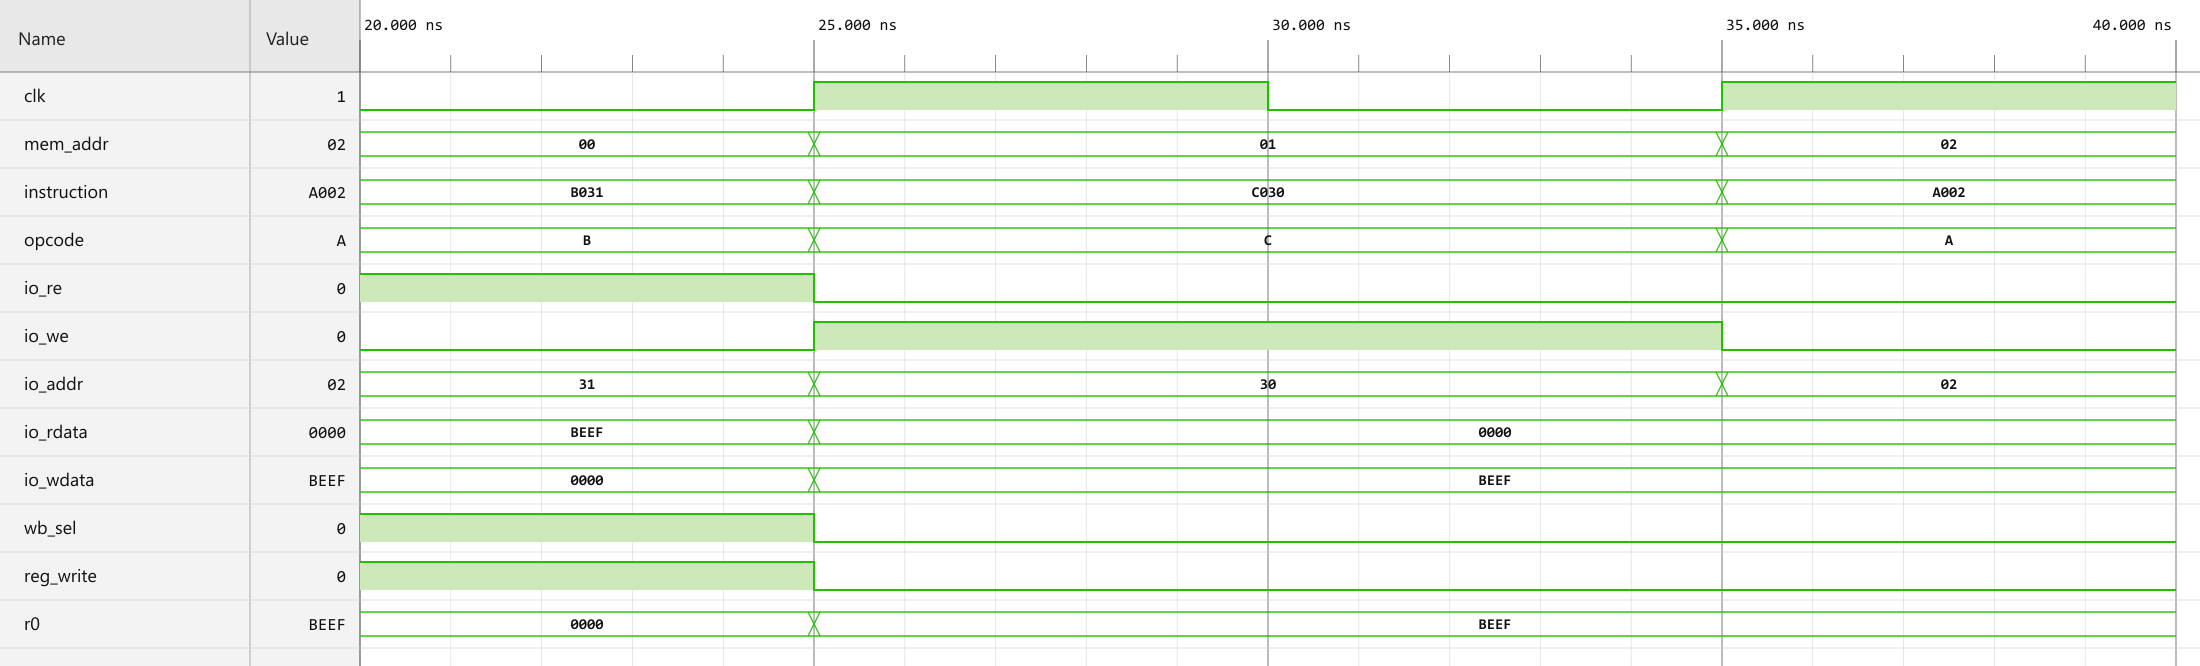 Name Value 20.000 ns 25.000 ns 30.000 ns 35.000 ns 40.000 ns
clk 1
mem_addr 02 00 01 02
instruction A002 B031 C030 A002
opcode A B C A
io_re 0
io_we 0
io_addr 02 31 30 02
io_rdata 0000 BEEF 0000
io_wdata BEEF 0000 BEEF
wb_sel 0
reg_write 0
r0 BEEF 0000 BEEF